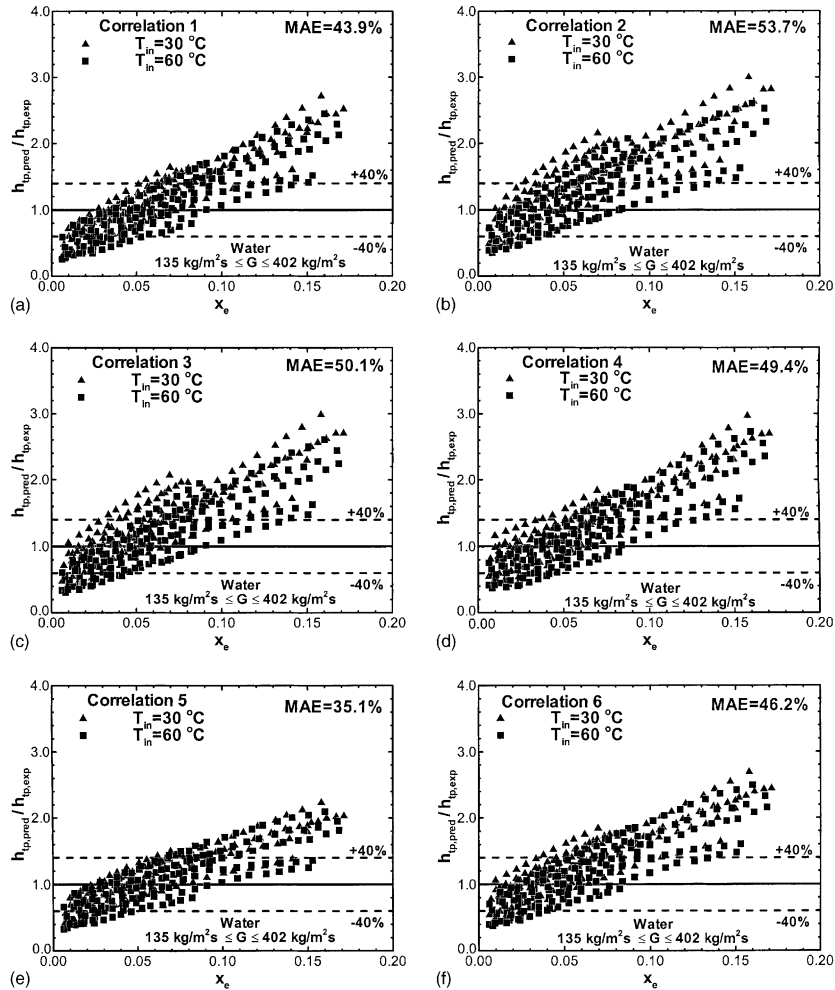 Correlation 1
MAE=43.9%
T_in=30 °C
T_in=60 °C
h_tp,pred / h_tp,exp
4.0
3.0
2.0
1.0
0.0
+40%
-40%
Water
135 kg/m²s ≤ G ≤ 402 kg/m²s
0.00 0.05 0.10 0.15 0.20
(a)
x_e
Correlation 2
MAE=53.7%
T_in=30 °C
T_in=60 °C
h_tp,pred / h_tp,exp
4.0
3.0
2.0
1.0
0.0
+40%
-40%
Water
135 kg/m²s ≤ G ≤ 402 kg/m²s
0.00 0.05 0.10 0.15 0.20
(b)
x_e
Correlation 3
MAE=50.1%
T_in=30 °C
T_in=60 °C
h_tp,pred / h_tp,exp
4.0
3.0
2.0
1.0
0.0
+40%
-40%
Water
135 kg/m²s ≤ G ≤ 402 kg/m²s
0.00 0.05 0.10 0.15 0.20
(c)
x_e
Correlation 4
MAE=49.4%
T_in=30 °C
T_in=60 °C
h_tp,pred / h_tp,exp
4.0
3.0
2.0
1.0
0.0
+40%
-40%
Water
135 kg/m²s ≤ G ≤ 402 kg/m²s
0.00 0.05 0.10 0.15 0.20
(d)
x_e
Correlation 5
MAE=35.1%
T_in=30 °C
T_in=60 °C
h_tp,pred / h_tp,exp
4.0
3.0
2.0
1.0
0.0
+40%
-40%
Water
135 kg/m²s ≤ G ≤ 402 kg/m²s
0.00 0.05 0.10 0.15 0.20
(e)
x_e
Correlation 6
MAE=46.2%
T_in=30 °C
T_in=60 °C
h_tp,pred / h_tp,exp
4.0
3.0
2.0
1.0
0.0
+40%
-40%
Water
135 kg/m²s ≤ G ≤ 402 kg/m²s
0.00 0.05 0.10 0.15 0.20
(f)
x_e